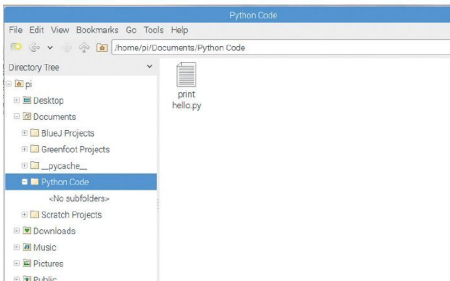 Python Code
File Edit View Bookmarks Go Tools Help
/home/pi/Documents/Python Code
Directory Tree
pi
Desktop
Documents
BlueJ Projects
Greenfoot Projects
__pycache__
Python Code
<No subfolders>
Scratch Projects
Downloads
Music
Pictures
Public
print
hello.py